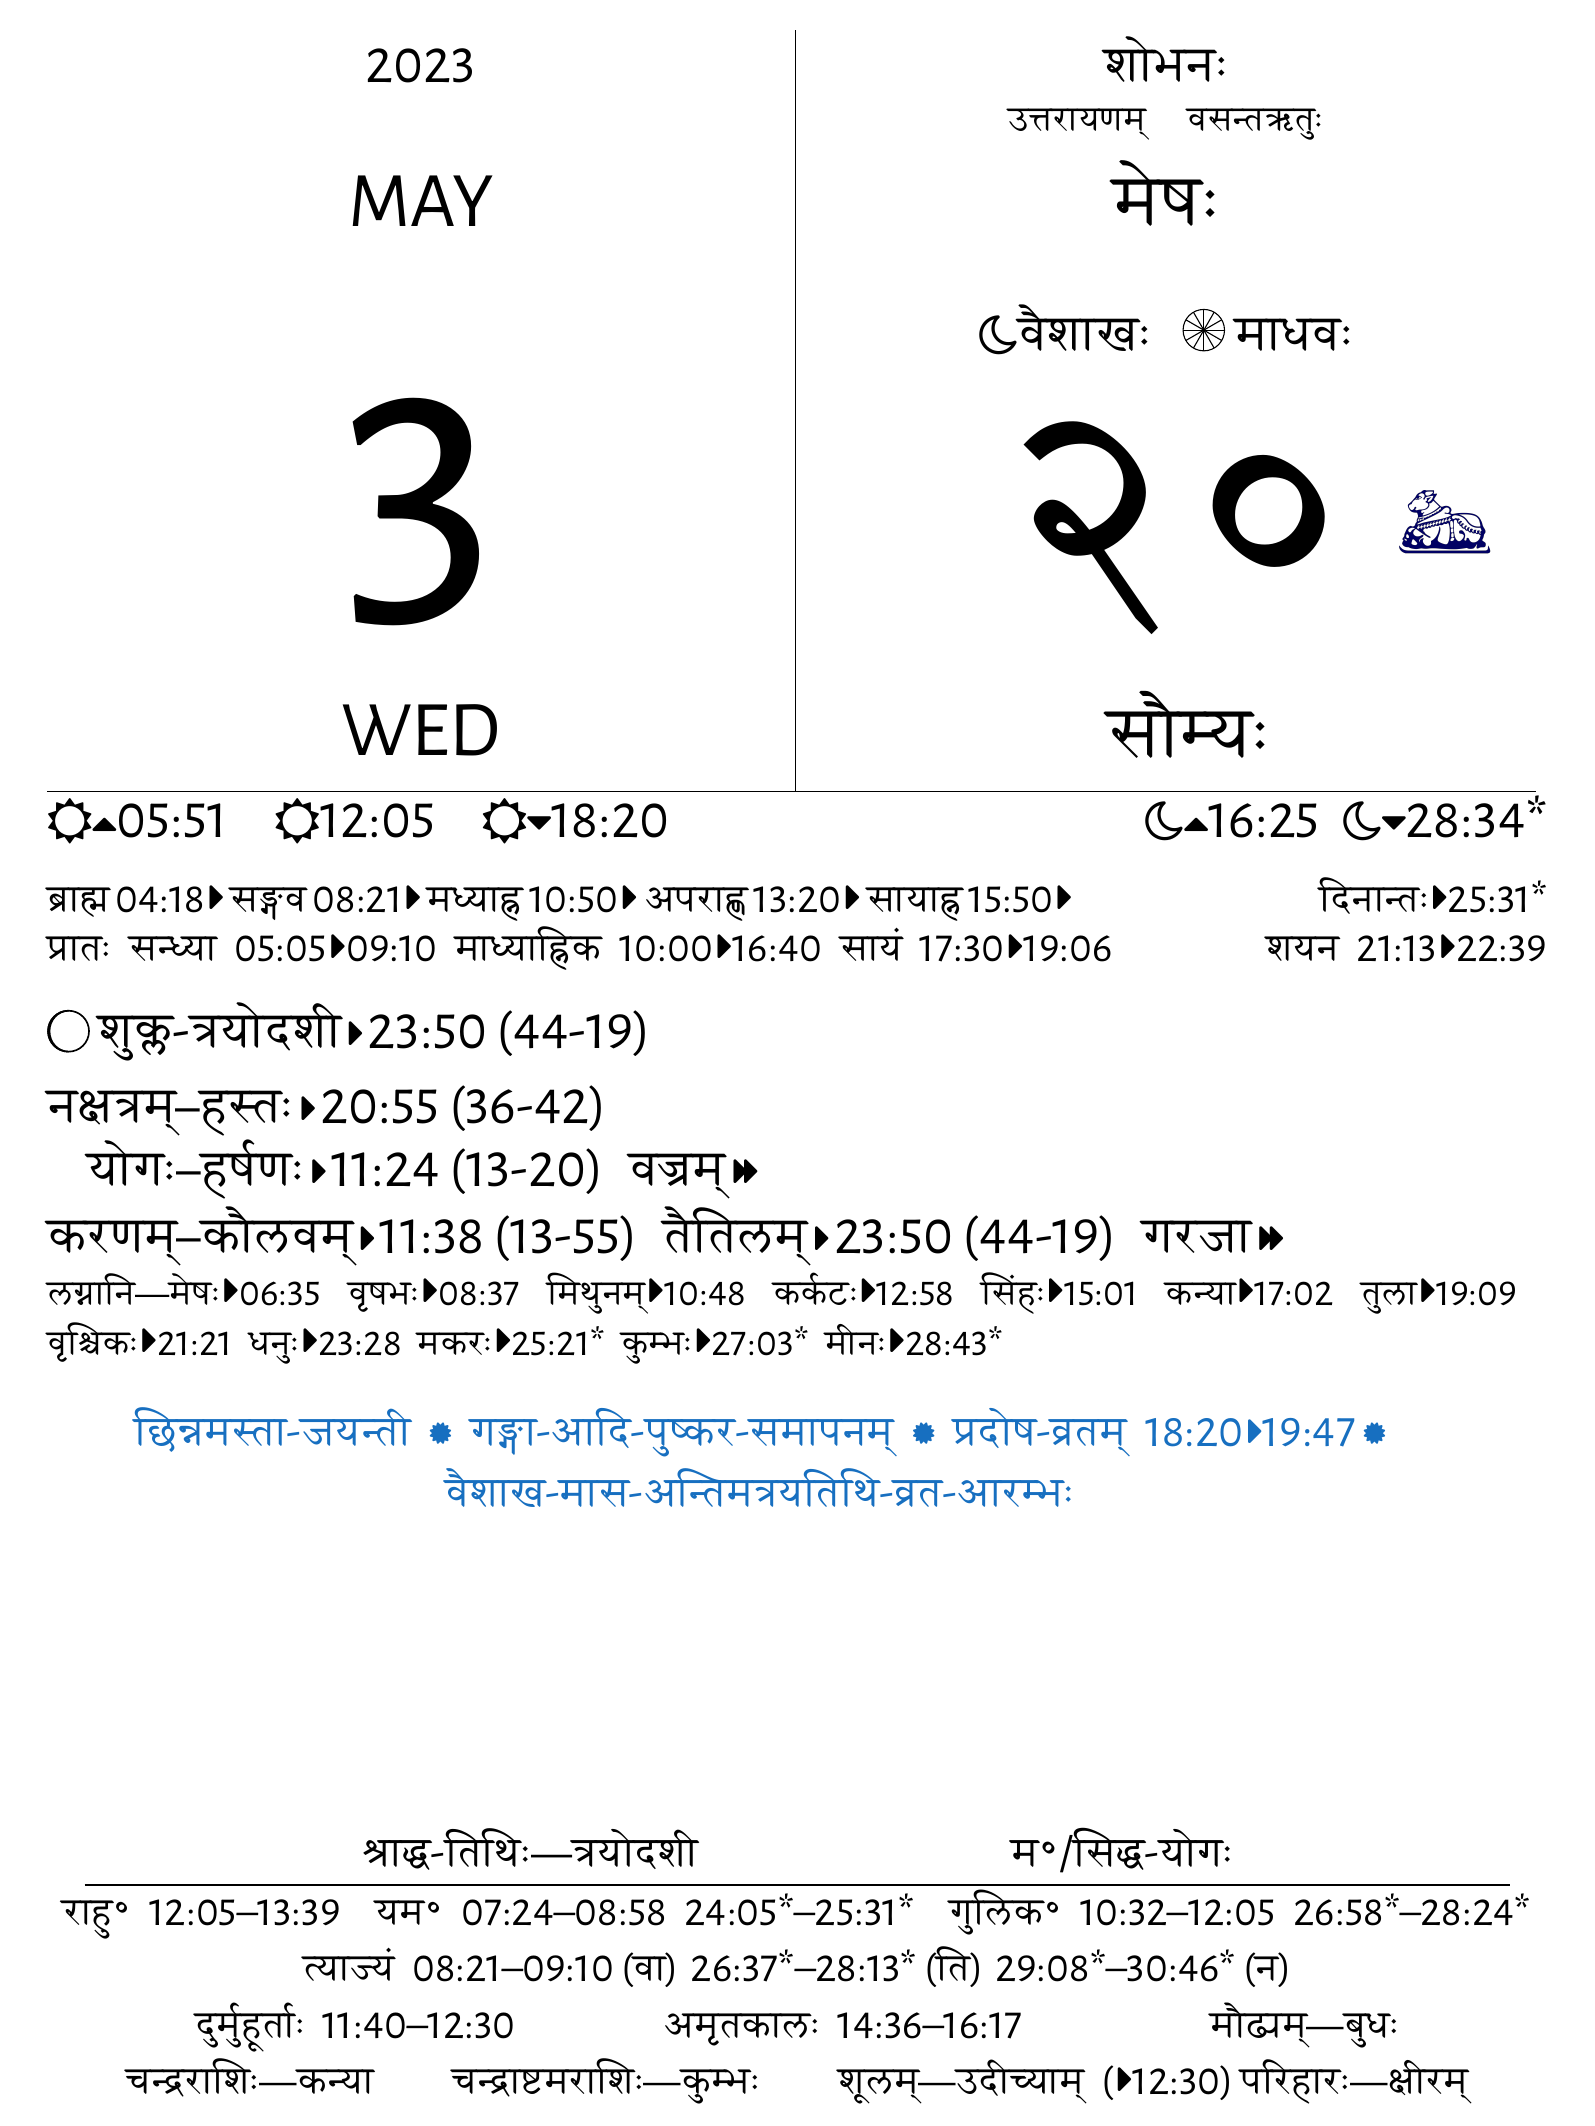 2023
MAY
3
WED
शोभनः
उत्तरायणम् वसन्तऋतुः
मेषः
वैशाखः माधवः
२०
सौम्यः
05:51 12:05 18:20 16:25 28:34*
ब्राह्म 04:18 सङ्गव 08:21 मध्याह्न 10:50 अपराह्ण 13:20 सायाह्न 15:50 दिनान्तः 25:31*
प्रातः सन्ध्या 05:05 09:10 माध्याह्निक 10:00 16:40 सायं 17:30 19:06 शयन 21:13 22:39
शुक्ल-त्रयोदशी 23:50 (44-19)
नक्षत्रम्–हस्तः 20:55 (36-42)
योगः–हर्षणः 11:24 (13-20) वज्रम्
करणम्–कौलवम् 11:38 (13-55) तैतिलम् 23:50 (44-19) गरजा
लग्नानि—मेषः 06:35 वृषभः 08:37 मिथुनम् 10:48 कर्कटः 12:58 सिंहः 15:01 कन्या 17:02 तुला 19:09
वृश्चिकः 21:21 धनुः 23:28 मकरः 25:21* कुम्भः 27:03* मीनः 28:43*
छिन्नमस्ता-जयन्ती गङ्गा-आदि-पुष्कर-समापनम् प्रदोष-व्रतम् 18:20 19:47
वैशाख-मास-अन्तिमत्रयतिथि-व्रत-आरम्भः
श्राद्ध-तिथिः—त्रयोदशी म॰/सिद्ध-योगः
राहु॰ 12:05–13:39 यम॰ 07:24–08:58 24:05*–25:31* गुलिक॰ 10:32–12:05 26:58*–28:24*
त्याज्यं 08:21–09:10 (वा) 26:37*–28:13* (ति) 29:08*–30:46* (न)
दुर्मुहूर्ताः 11:40–12:30 अमृतकालः 14:36–16:17 मौढ्यम्—बुधः
चन्द्रराशिः—कन्या चन्द्राष्टमराशिः—कुम्भः शूलम्—उदीच्याम् ( 12:30) परिहारः—क्षीरम्